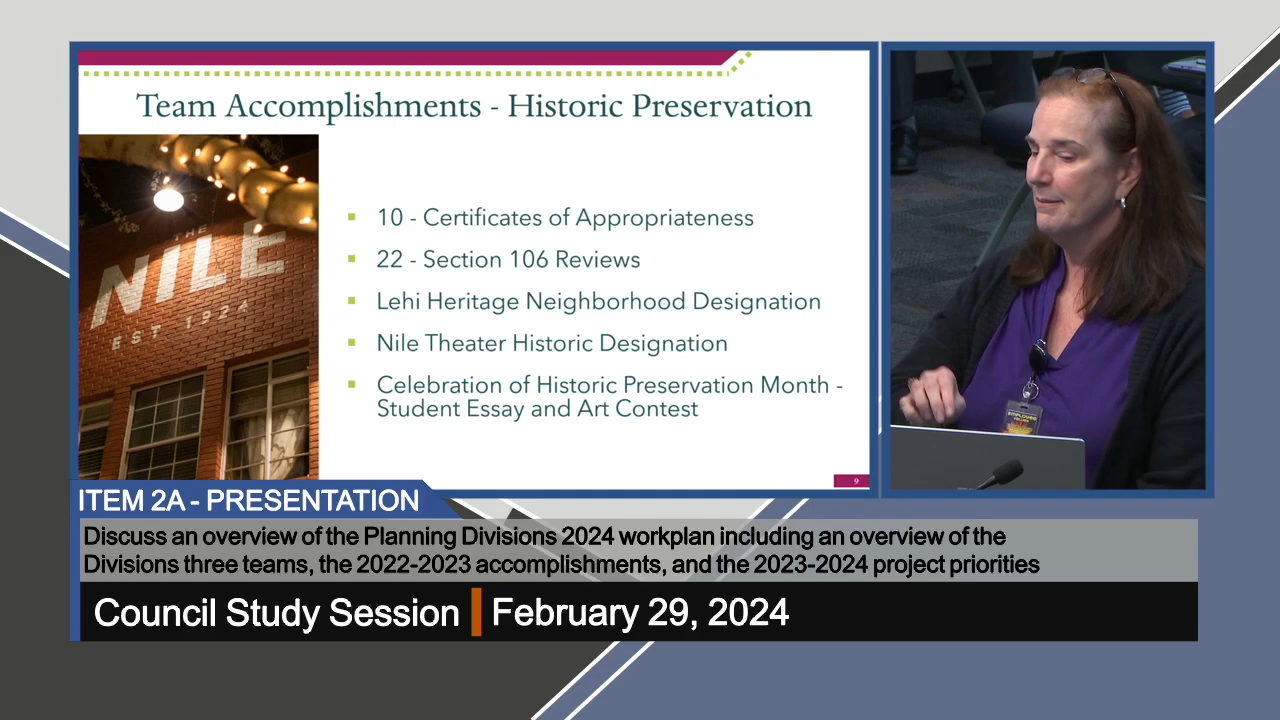 Team Accomplishments - Historic Preservation
THE
NILE
EST 1924
10 - Certificates of Appropriateness
22 - Section 106 Reviews
Lehi Heritage Neighborhood Designation
Nile Theater Historic Designation
Celebration of Historic Preservation Month -
Student Essay and Art Contest
9
EMPLOYEE
ITEM 2A - PRESENTATION
Discuss an overview of the Planning Divisions 2024 workplan including an overview of the
Divisions three teams, the 2022-2023 accomplishments, and the 2023-2024 project priorities
Council Study Session
February 29, 2024